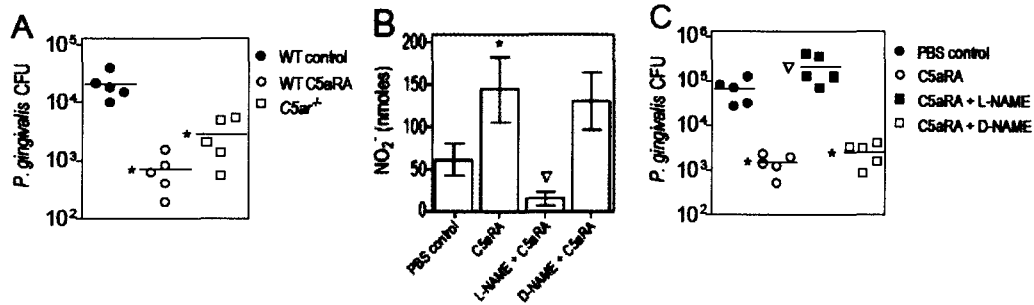 A
P. gingivalis CFU
10^5
10^4
10^3
10^2
*
*
WT control
WT C5aRA
C5ar^-/-
B
NO2^- (nmoles)
200
150
100
50
0
*
PBS control
C5aRA
L-NAME + C5aRA
D-NAME + C5aRA
C
P. gingivalis CFU
10^6
10^5
10^4
10^3
10^2
*
*
PBS control
C5aRA
C5aRA + L-NAME
C5aRA + D-NAME